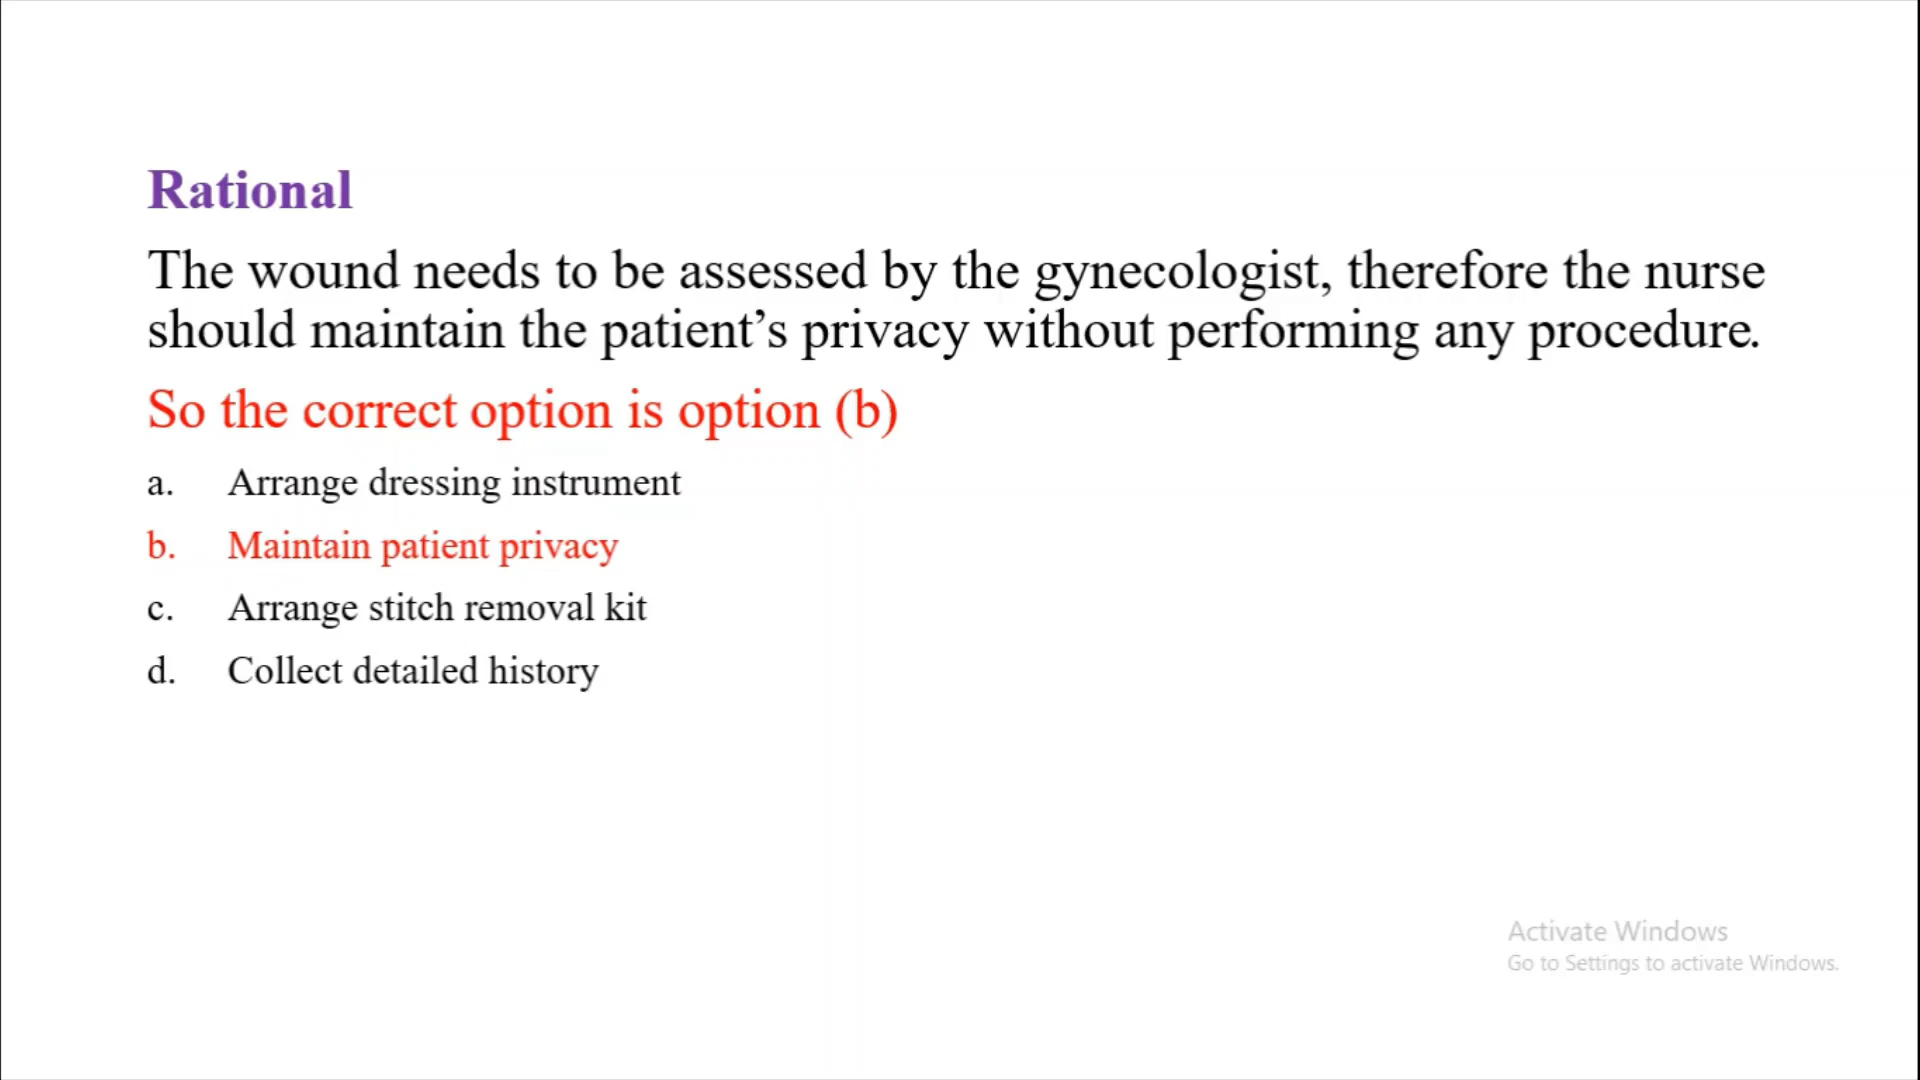 Rational
The wound needs to be assessed by the gynecologist, therefore the nurse
should maintain the patient’s privacy without performing any procedure.
So the correct option is option (b)
a. Arrange dressing instrument
b. Maintain patient privacy
c. Arrange stitch removal kit
d. Collect detailed history
Activate Windows
Go to Settings to activate Windows.